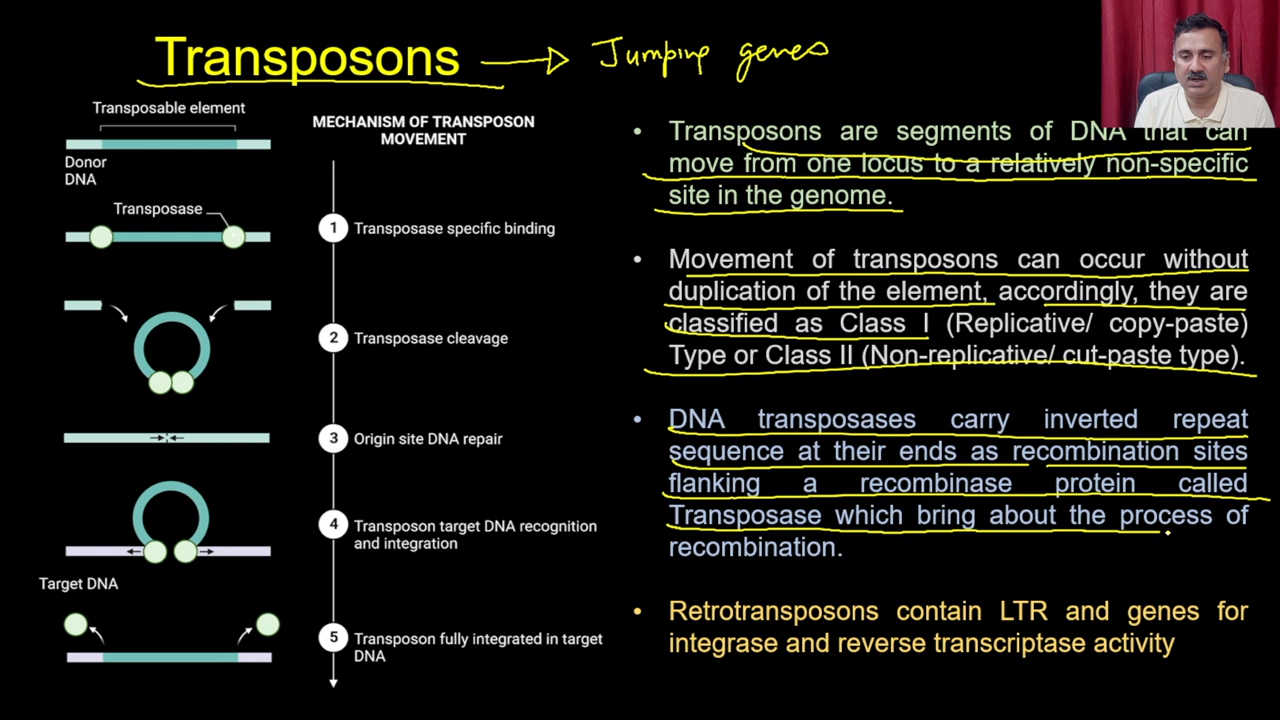 Transposons → Jumping genes
Transposable element
Donor
DNA
Transposase
Target DNA
MECHANISM OF TRANSPOSON
MOVEMENT
1 Transposase specific binding
2 Transposase cleavage
3 Origin site DNA repair
4 Transposon target DNA recognition
and integration
5 Transposon fully integrated in target
DNA
• Transposons are segments of DNA that can
move from one locus to a relatively non-specific
site in the genome.
• Movement of transposons can occur without
duplication of the element, accordingly, they are
classified as Class I (Replicative/ copy-paste)
Type or Class II (Non-replicative/ cut-paste type).
• DNA transposases carry inverted repeat
sequence at their ends as recombination sites
flanking a recombinase protein called
Transposase which bring about the process of
recombination.
• Retrotransposons contain LTR and genes for
integrase and reverse transcriptase activity